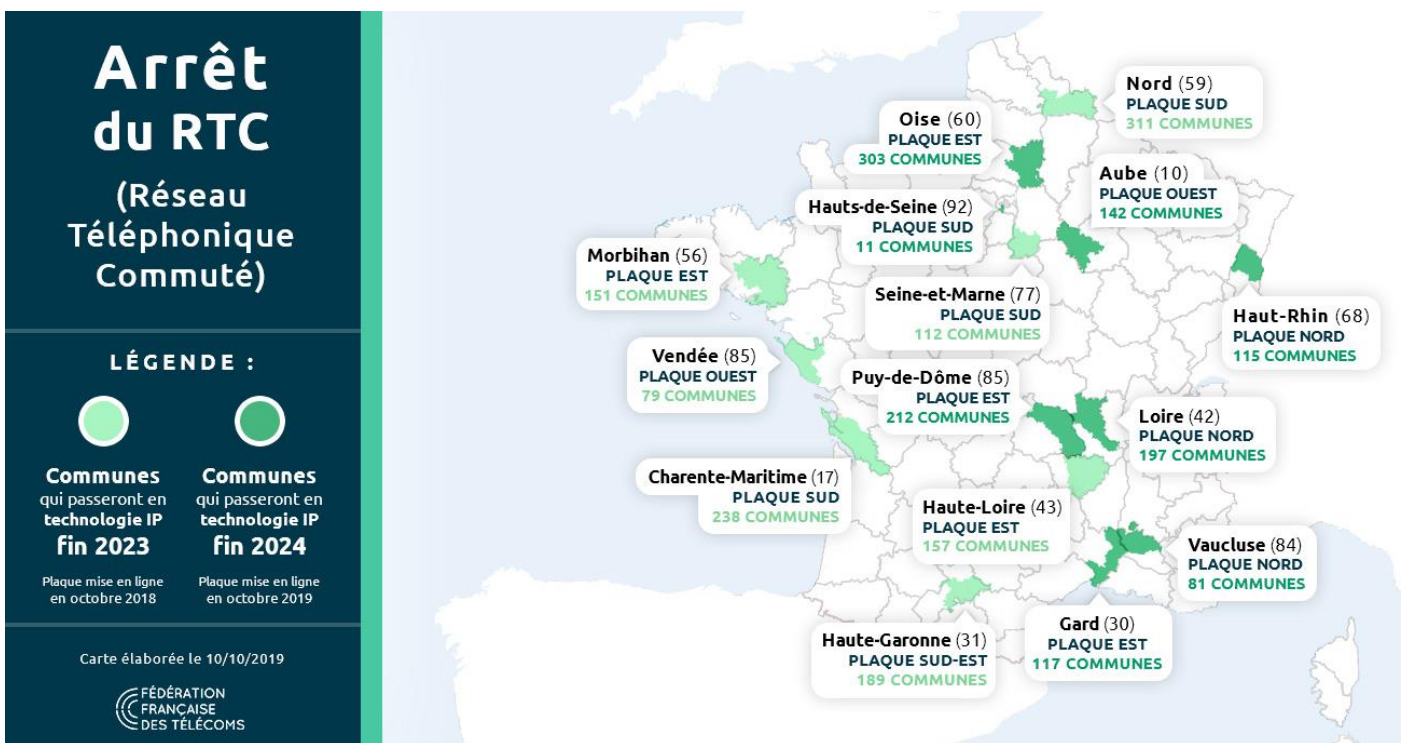 Arrêt
du RTC
(Réseau
Téléphonique
Commuté)
LÉGENDE :
Communes
qui passeront en
technologie IP
fin 2023
Plaque mise en ligne
en octobre 2018
Communes
qui passeront en
technologie IP
fin 2024
Plaque mise en ligne
en octobre 2019
Carte élaborée le 10/10/2019
FÉDÉRATION
FRANÇAISE
DES TÉLÉCOMS
Nord (59)
PLAQUE SUD
311 COMMUNES
Oise (60)
PLAQUE EST
303 COMMUNES
Aube (10)
PLAQUE OUEST
142 COMMUNES
Hauts-de-Seine (92)
PLAQUE SUD
11 COMMUNES
Morbihan (56)
PLAQUE EST
151 COMMUNES
Seine-et-Marne (77)
PLAQUE SUD
112 COMMUNES
Haut-Rhin (68)
PLAQUE NORD
115 COMMUNES
Vendée (85)
PLAQUE OUEST
79 COMMUNES
Puy-de-Dôme (85)
PLAQUE EST
212 COMMUNES
Loire (42)
PLAQUE NORD
197 COMMUNES
Charente-Maritime (17)
PLAQUE SUD
238 COMMUNES
Haute-Loire (43)
PLAQUE EST
157 COMMUNES
Vaucluse (84)
PLAQUE NORD
81 COMMUNES
Gard (30)
PLAQUE EST
117 COMMUNES
Haute-Garonne (31)
PLAQUE SUD-EST
189 COMMUNES